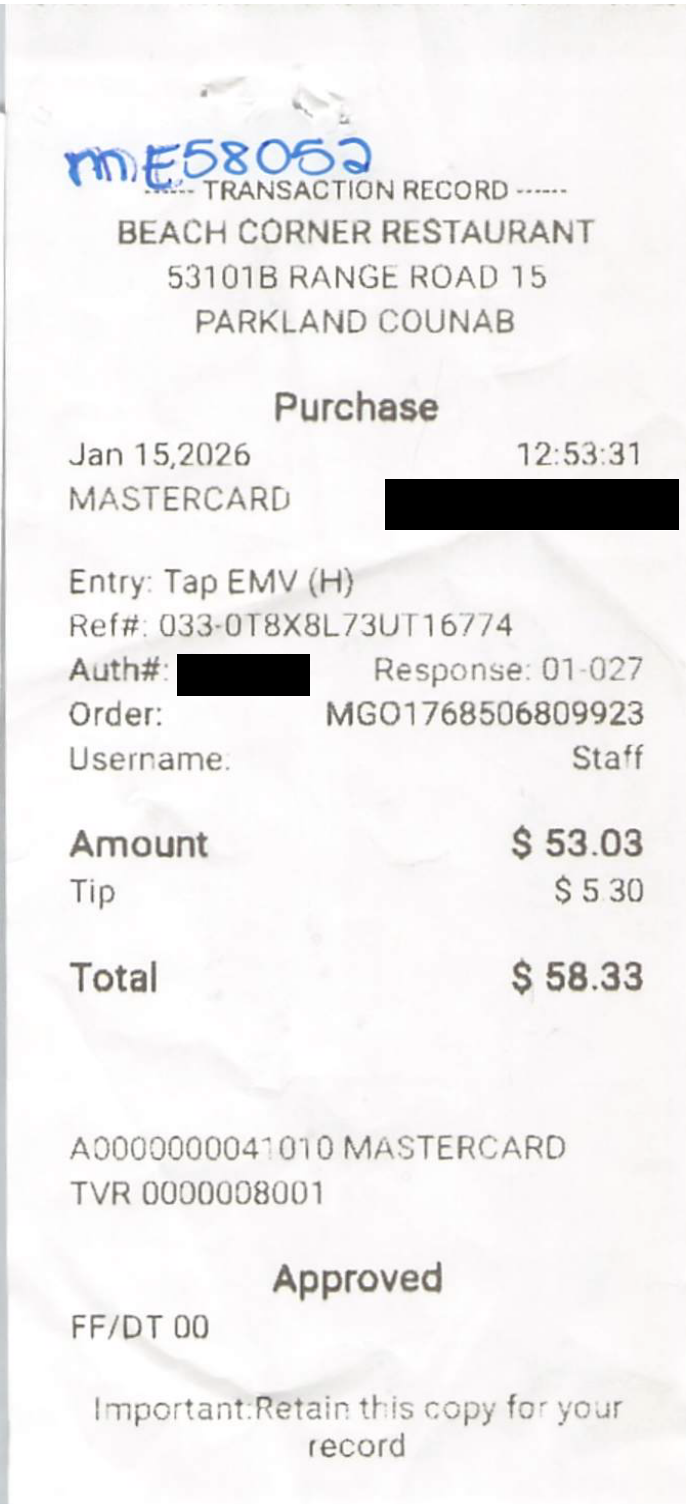 mE58052
------ TRANSACTION RECORD ------
BEACH CORNER RESTAURANT
53101B RANGE ROAD 15
PARKLAND COUNAB
Purchase
Jan 15,2026 12:53:31
MASTERCARD
Entry: Tap EMV (H)
Ref#: 033-0T8X8L73UT16774
Auth#: Response: 01-027
Order: MGO1768506809923
Username: Staff
Amount $ 53.03
Tip $ 5.30
Total $ 58.33
A0000000041010 MASTERCARD
TVR 0000008001
Approved
FF/DT 00
Important:Retain this copy for your
record